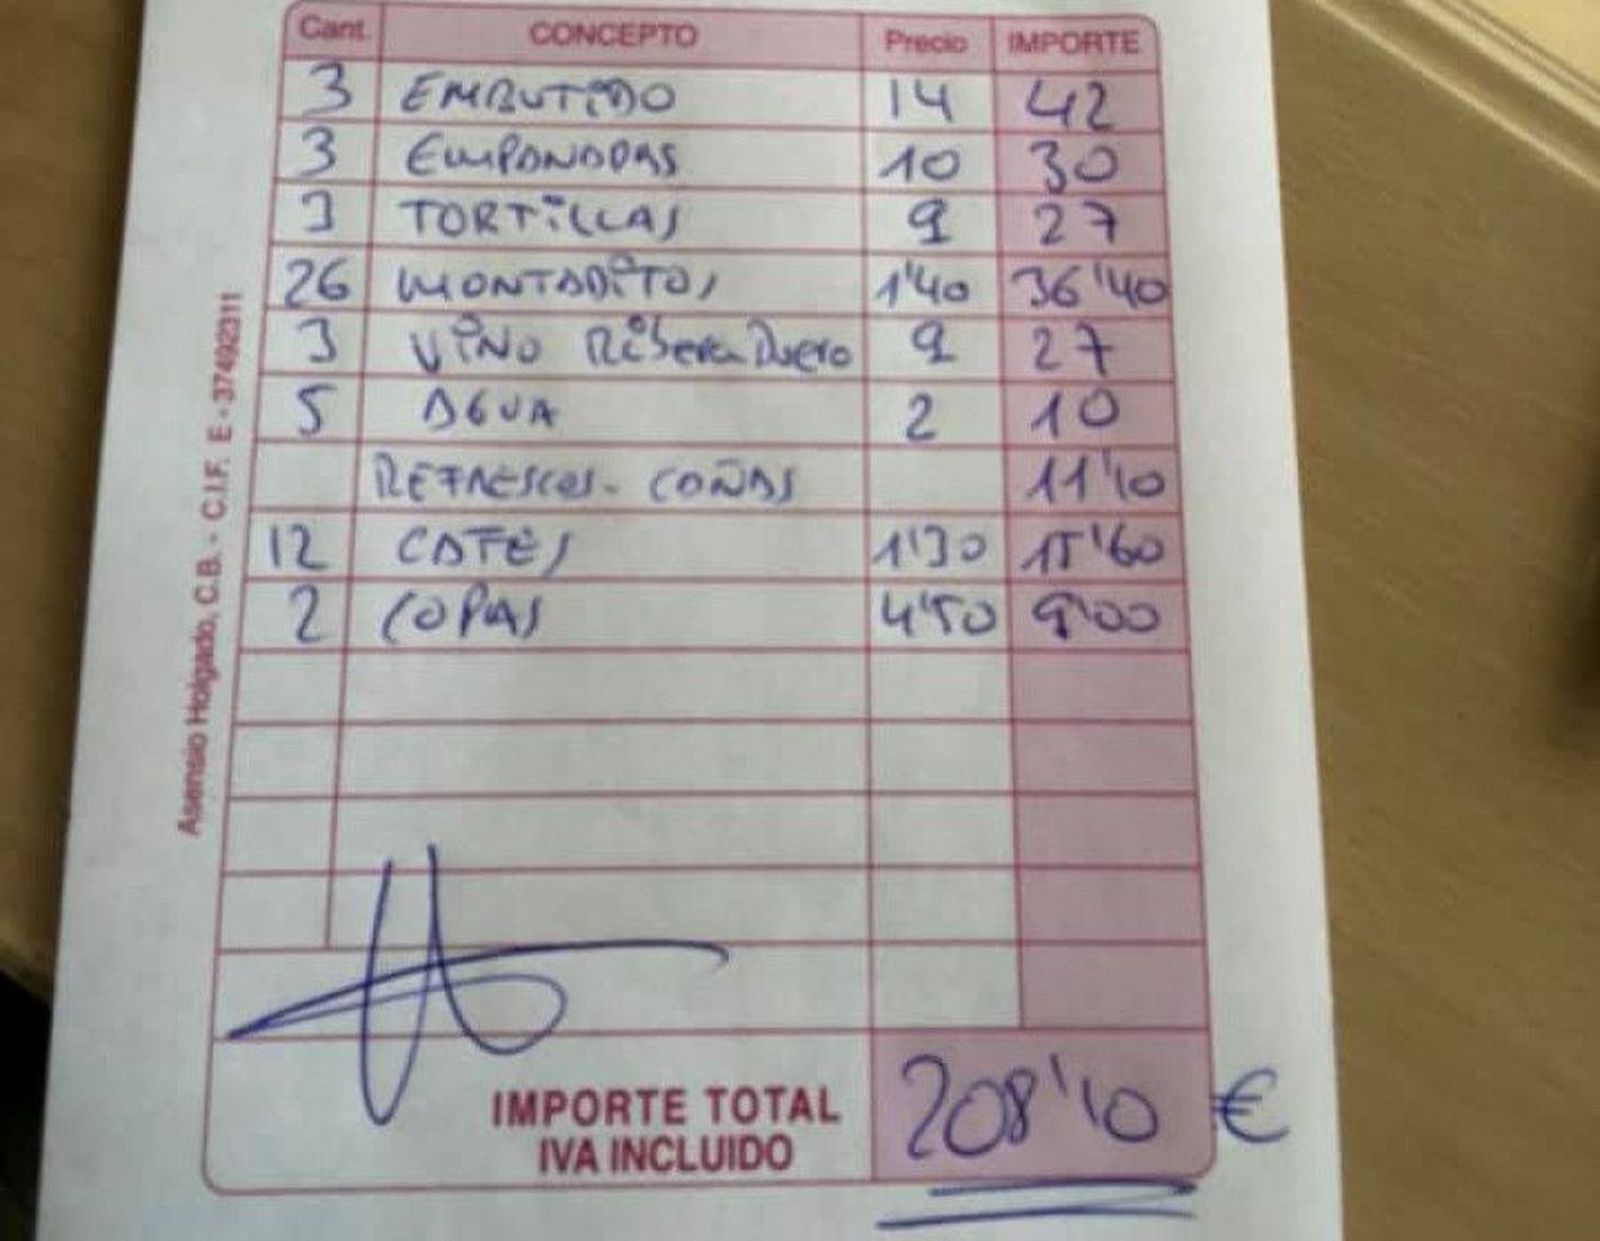 Cant. CONCEPTO Precio IMPORTE
3 EMBUTIDO 14 42
3 EMPANADAS 10 30
3 TORTILLAS 9 27
26 MONTADITOS 1'40 36'40
3 VINO Ribera Duero 9 27
5 AGUA 2 10
REFRESCOS - CAÑAS 11'10
12 CAFES 1'30 15'60
2 COPAS 4'50 9'00
IMPORTE TOTAL 208'10 €
IVA INCLUIDO
Asensio Holgado, C.B. - C.I.F. E - 37492311